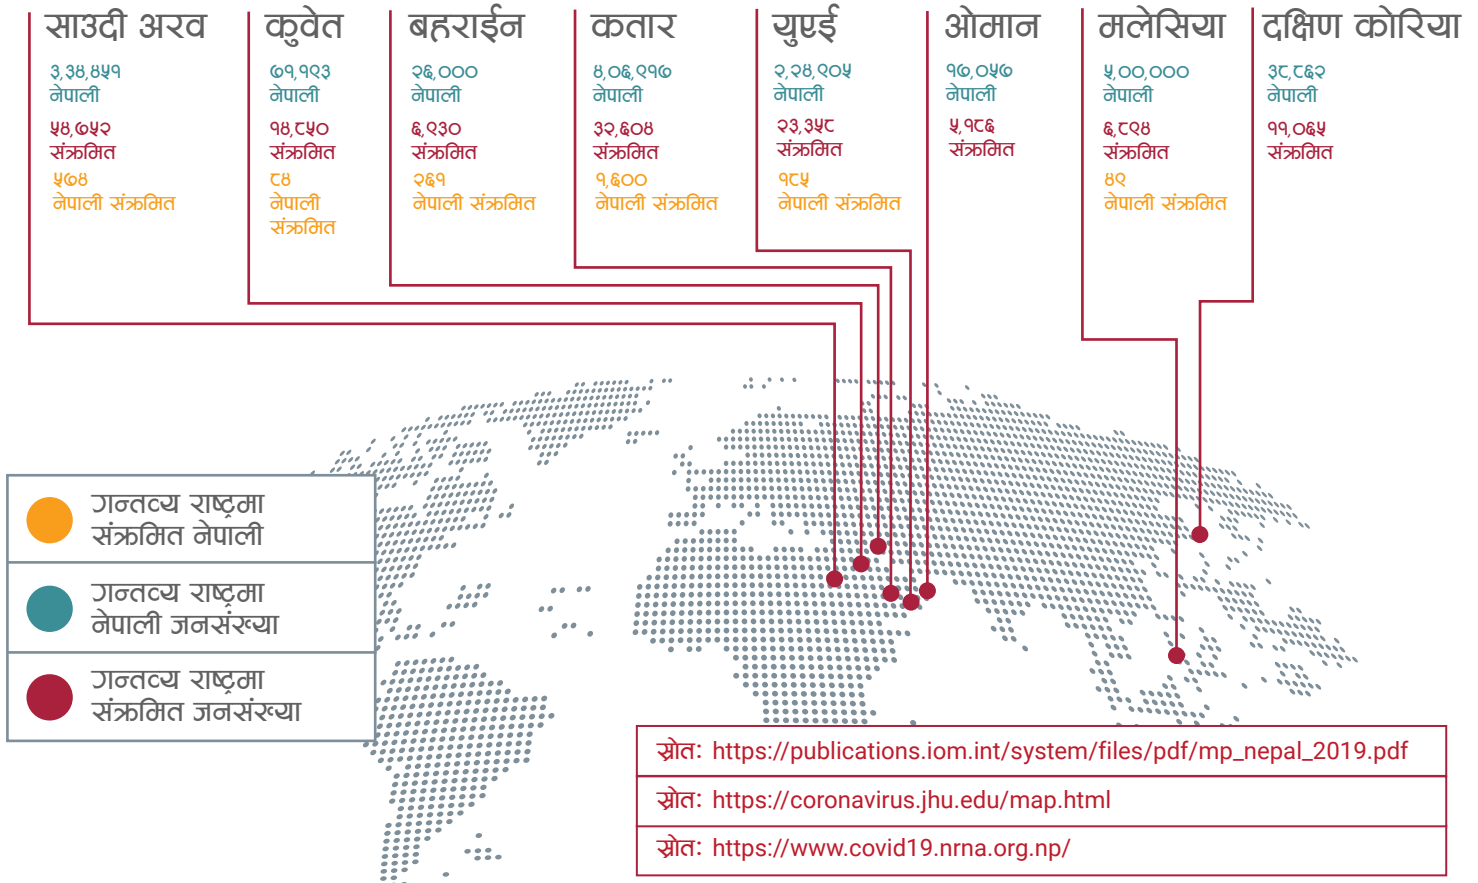 साउदी अरव
३,३४,४५१
नेपाली
५४,७५२
संक्रमित
५७४
नेपाली संक्रमित
कुवेत
७१,१९३
नेपाली
१४,८५०
संक्रमित
८४
नेपाली
संक्रमित
बहराईन
२६,०००
नेपाली
६,९३०
संक्रमित
२६१
नेपाली संक्रमित
कतार
४,०६,९१७
नेपाली
३२,६०४
संक्रमित
१,६००
नेपाली संक्रमित
युएई
२,२४,९०५
नेपाली
२३,३५८
संक्रमित
१८५
नेपाली संक्रमित
ओमान
१७,०५७
नेपाली
५,१८६
संक्रमित
मलेसिया
५,००,०००
नेपाली
६,८९४
संक्रमित
४९
नेपाली संक्रमित
दक्षिण कोरिया
३८,८६२
नेपाली
११,०६५
संक्रमित
गन्तव्य राष्ट्रमा
संक्रमित नेपाली
गन्तव्य राष्ट्रमा
नेपाली जनसंख्या
गन्तव्य राष्ट्रमा
संक्रमित जनसंख्या
स्रोतः https://publications.iom.int/system/files/pdf/mp_nepal_2019.pdf
स्रोतः https://coronavirus.jhu.edu/map.html
स्रोतः https://www.covid19.nrna.org.np/